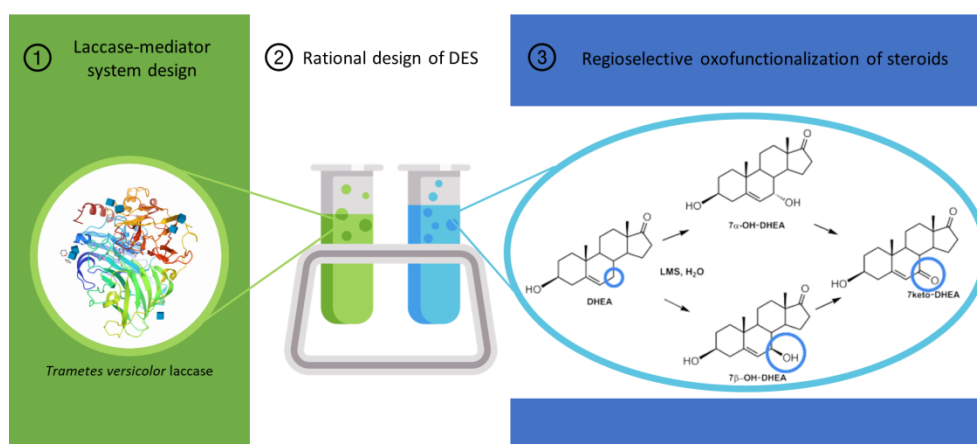 1
Laccase-mediator
system design
Trametes versicolor laccase
2
Rational design of DES
3
Regioselective oxofunctionalization of steroids
O
HO
DHEA
LMS, H₂O
O
HO
OH
7α-OH-DHEA
O
HO
OH
7β-OH-DHEA
O
HO
O
7keto-DHEA